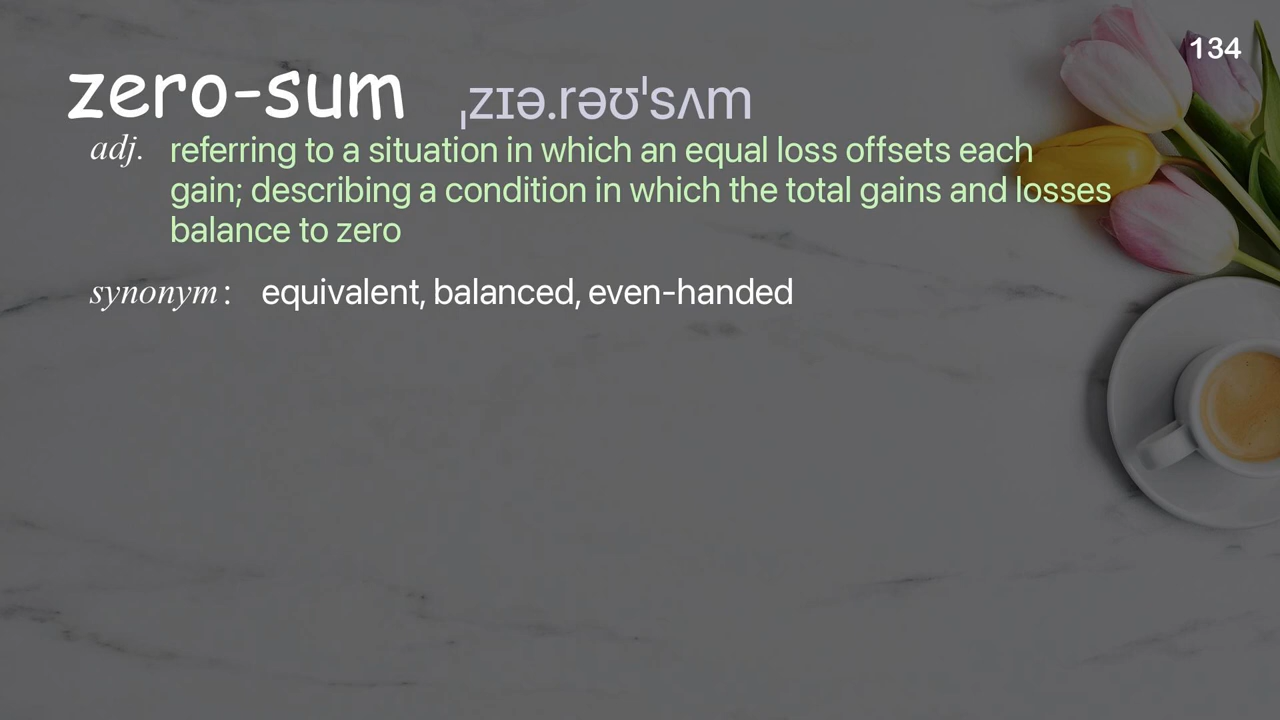 134
zero-sum ˌzɪə.rəʊˈsʌm
adj. referring to a situation in which an equal loss offsets each
gain; describing a condition in which the total gains and losses
balance to zero
synonym : equivalent, balanced, even-handed